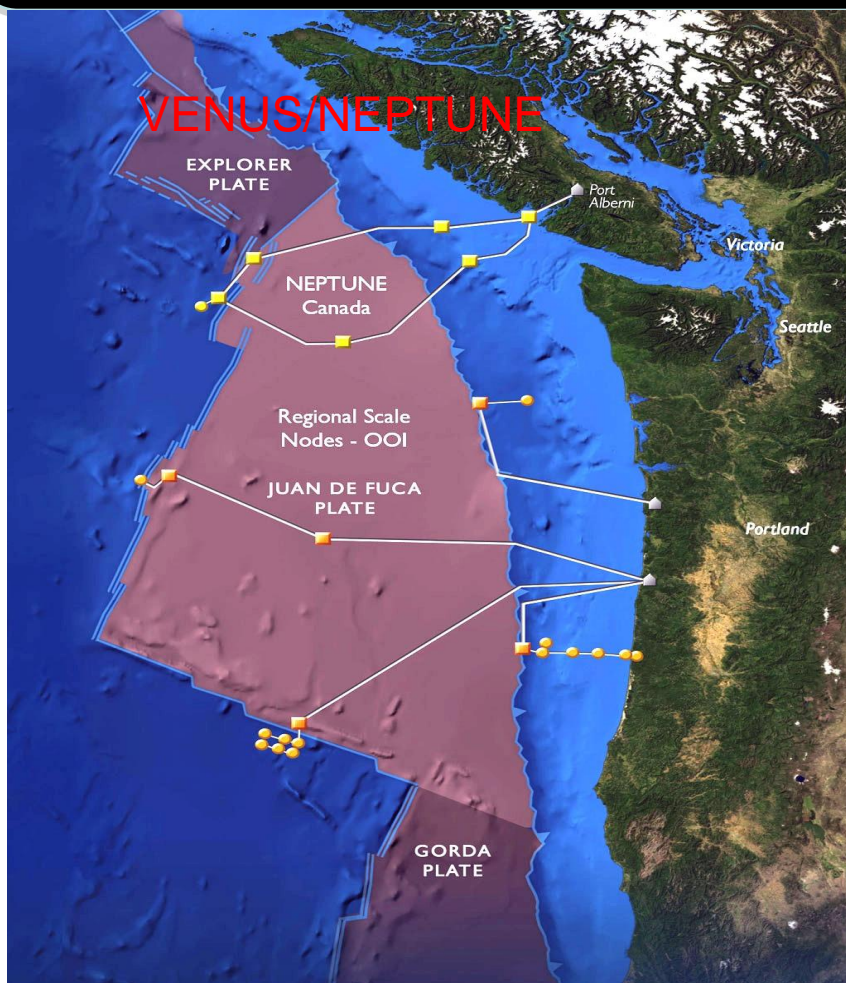 VENUS/NEPTUNE
EXPLORER
PLATE
Port
Alberni
Victoria
NEPTUNE
Canada
Seattle
Regional Scale
Nodes - OOI
JUAN DE FUCA
PLATE
Portland
GORDA
PLATE